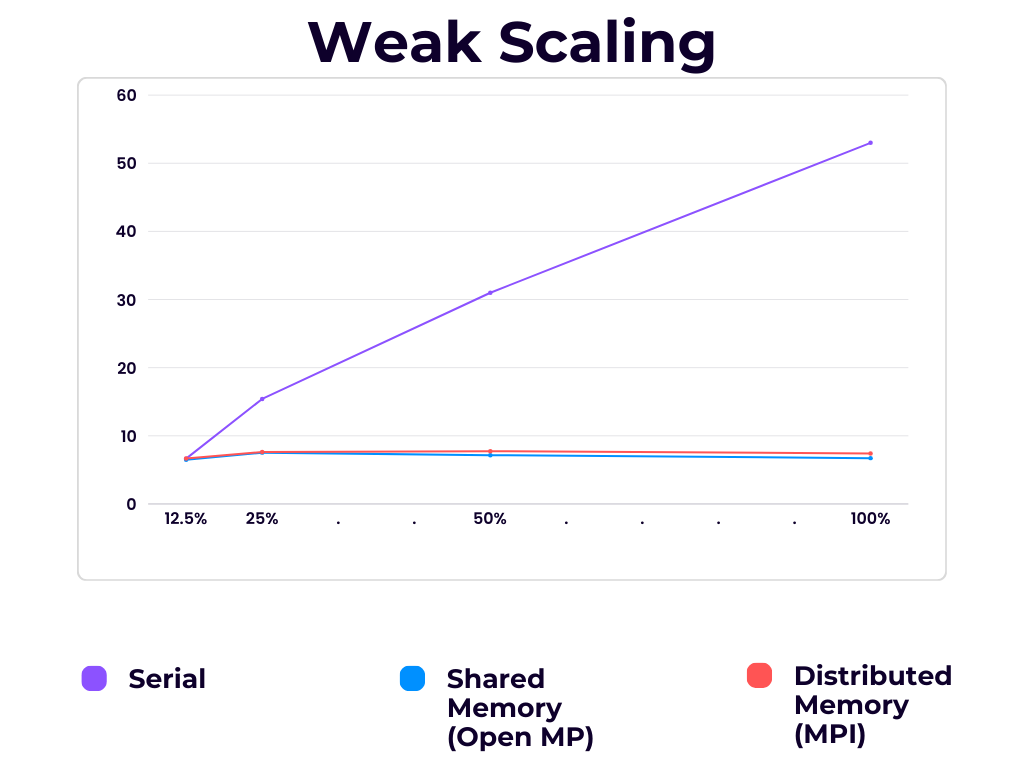 Weak Scaling
60
50
40
30
20
10
0
12.5% 25% . . 50% . . . . 100%
Serial
Shared
Memory
(Open MP)
Distributed
Memory
(MPI)